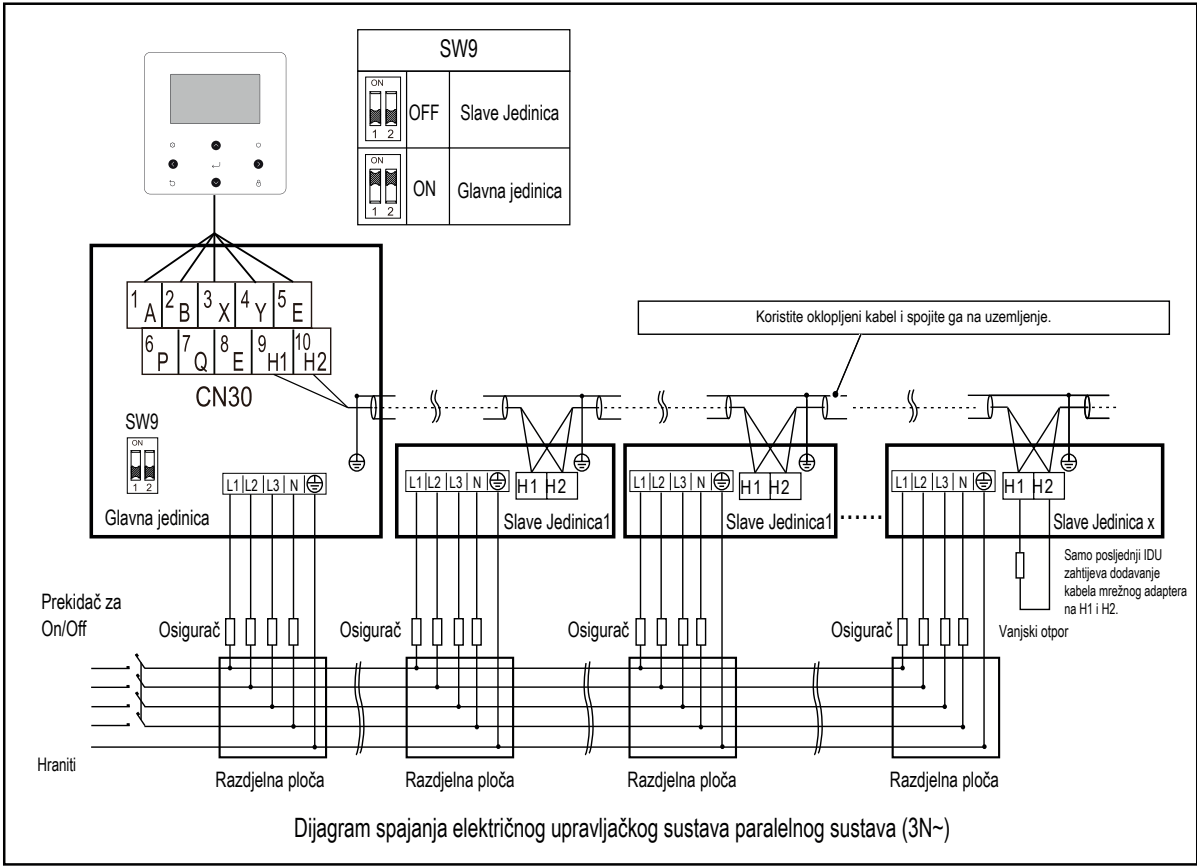 SW9
ON
1 2
OFF
Slave Jedinica
ON
1 2
ON
Glavna jedinica
1 A
2 B
3 X
4 Y
5 E
6 P
7 Q
8 E
9 H1
10 H2
CN30
SW9
ON
1 2
Glavna jedinica
L1 L2 L3 N
Koristite oklopljeni kabel i spojite ga na uzemljenje.
L1 L2 L3 N
H1 H2
Slave Jedinica1
L1 L2 L3 N
H1 H2
Slave Jedinica1
......
L1 L2 L3 N
H1 H2
Slave Jedinica x
Samo posljednji IDU
zahtijeva dodavanje
kabela mrežnog adaptera
na H1 i H2.
Vanjski otpor
Prekidač za
On/Off
Osigurač
Osigurač
Osigurač
Osigurač
Hraniti
Razdjelna ploča
Razdjelna ploča
Razdjelna ploča
Razdjelna ploča
Dijagram spajanja električnog upravljačkog sustava paralelnog sustava (3N~)